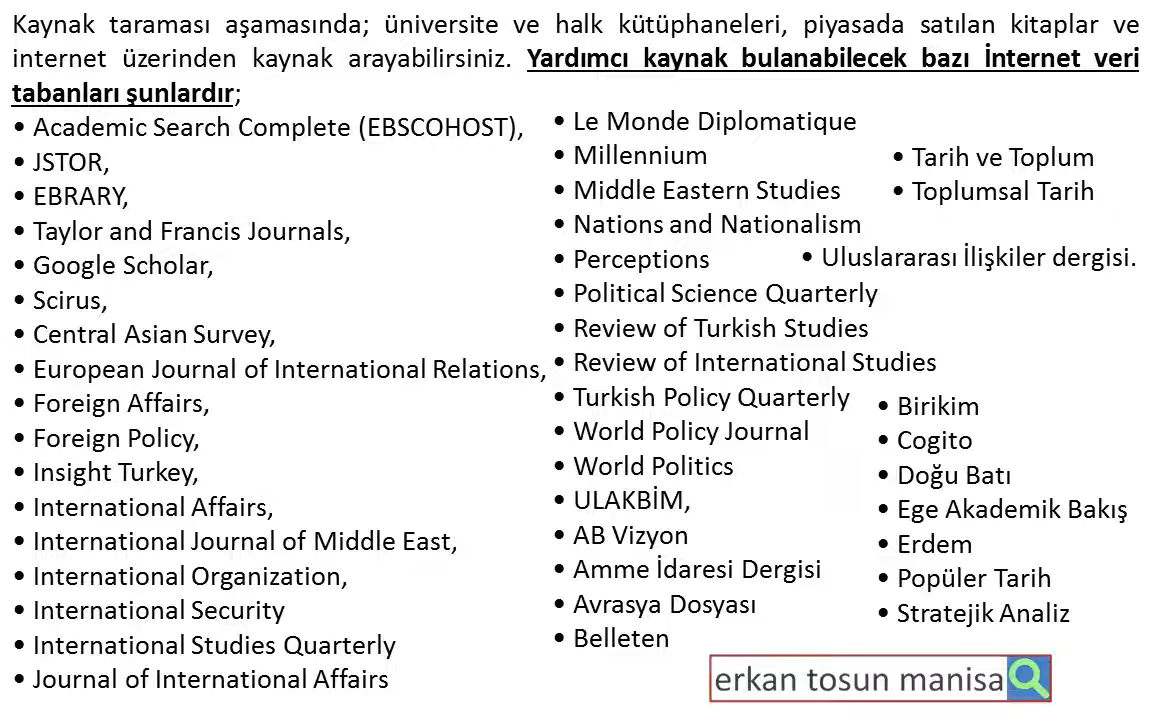 Kaynak taraması aşamasında; üniversite ve halk kütüphaneleri, piyasada satılan kitaplar ve
internet üzerinden kaynak arayabilirsiniz. Yardımcı kaynak bulanabilecek bazı İnternet veri
tabanları şunlardır;
• Academic Search Complete (EBSCOHOST),
• JSTOR,
• EBRARY,
• Taylor and Francis Journals,
• Google Scholar,
• Scirus,
• Central Asian Survey,
• European Journal of International Relations,
• Foreign Affairs,
• Foreign Policy,
• Insight Turkey,
• International Affairs,
• International Journal of Middle East,
• International Organization,
• International Security
• International Studies Quarterly
• Journal of International Affairs
• Le Monde Diplomatique
• Millennium
• Middle Eastern Studies
• Nations and Nationalism
• Perceptions
• Political Science Quarterly
• Review of Turkish Studies
• Review of International Studies
• Turkish Policy Quarterly
• World Policy Journal
• World Politics
• ULAKBİM,
• AB Vizyon
• Amme İdaresi Dergisi
• Avrasya Dosyası
• Belleten
• Birikim
• Cogito
• Doğu Batı
• Ege Akademik Bakış
• Erdem
• Popüler Tarih
• Stratejik Analiz
• Tarih ve Toplum
• Toplumsal Tarih
• Uluslararası İlişkiler dergisi.
erkan tosun manisa